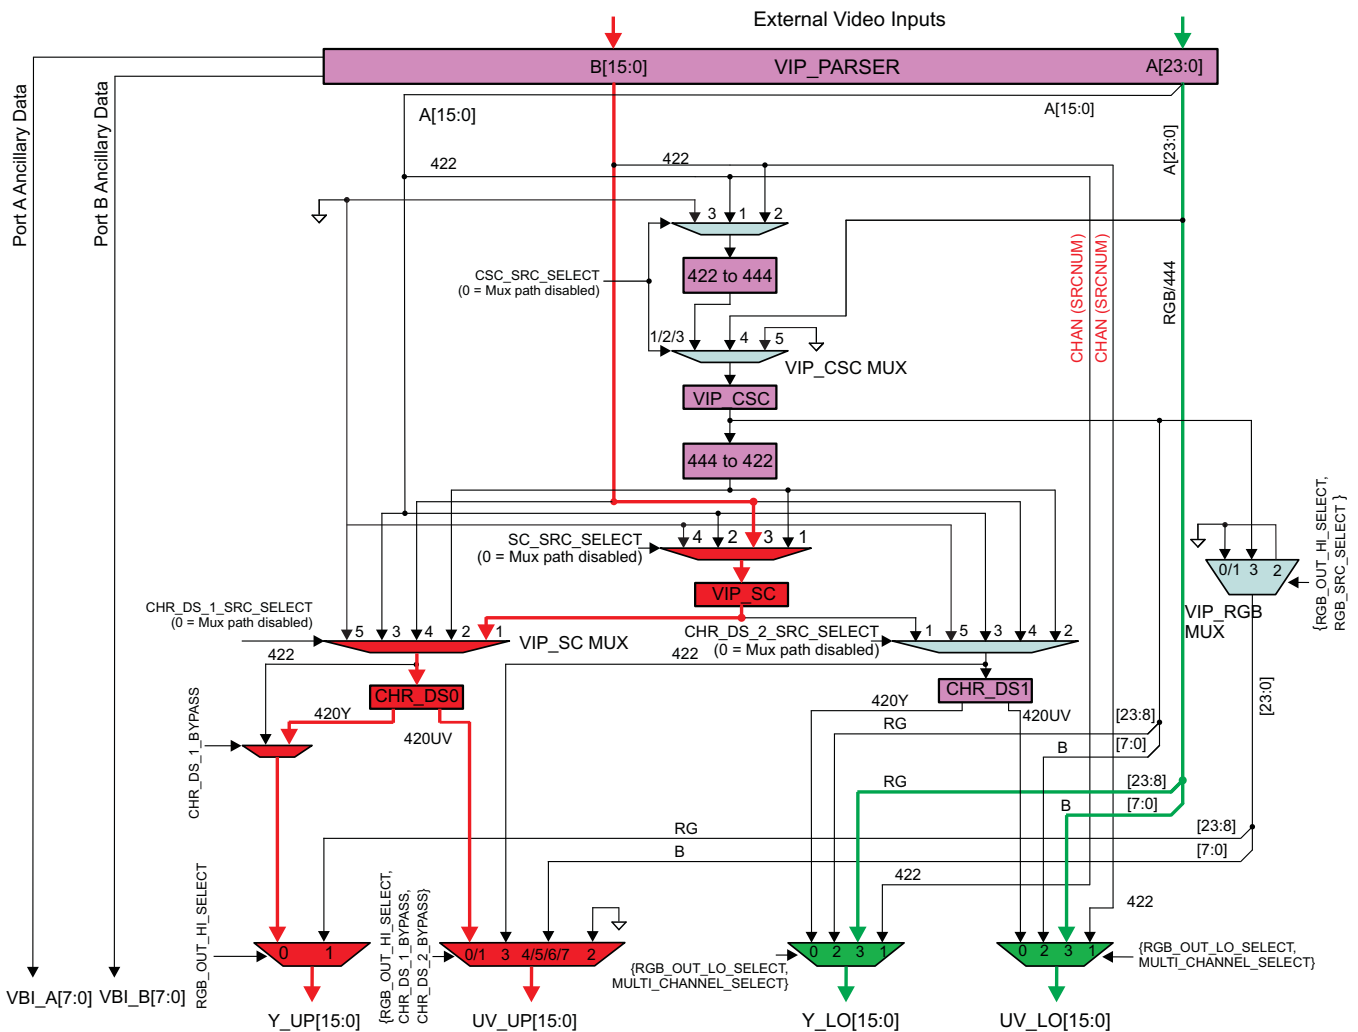 External Video Inputs
B[15:0]
VIP_PARSER
A[23:0]
Port A Ancillary Data
Port B Ancillary Data
A[15:0]
A[15:0]
A[23:0]
422
422
3 1 2
CSC_SRC_SELECT
(0 = Mux path disabled)
422 to 444
CHAN (SRCNUM)
CHAN (SRCNUM)
RGB/444
1/2/3 4 5
VIP_CSC MUX
VIP_CSC
444 to 422
SC_SRC_SELECT
(0 = Mux path disabled)
4 2 3 1
{RGB_OUT_HI_SELECT,
RGB_SRC_SELECT }
0/1 3 2
VIP_RGB
MUX
VIP_SC
CHR_DS_1_SRC_SELECT
(0 = Mux path disabled)
5 3 4 2 1
VIP_SC MUX
CHR_DS_2_SRC_SELECT
(0 = Mux path disabled)
1 5 3 4 2
422
422
CHR_DS0
CHR_DS1
[23:0]
420Y
420UV
420Y
420UV
CHR_DS_1_BYPASS
RG
[23:8]
B
[7:0]
RG
[23:8]
B
[7:0]
RG
[23:8]
B
[7:0]
422
422
RGB_OUT_HI_SELECT
0 1
{RGB_OUT_HI_SELECT,
CHR_DS_1_BYPASS,
CHR_DS_2_BYPASS}
0/1 3 4/5/6/7 2
0 2 3 1
{RGB_OUT_LO_SELECT,
MULTI_CHANNEL_SELECT}
0 2 3 1
{RGB_OUT_LO_SELECT,
MULTI_CHANNEL_SELECT}
VBI_A[7:0]
VBI_B[7:0]
Y_UP[15:0]
UV_UP[15:0]
Y_LO[15:0]
UV_LO[15:0]